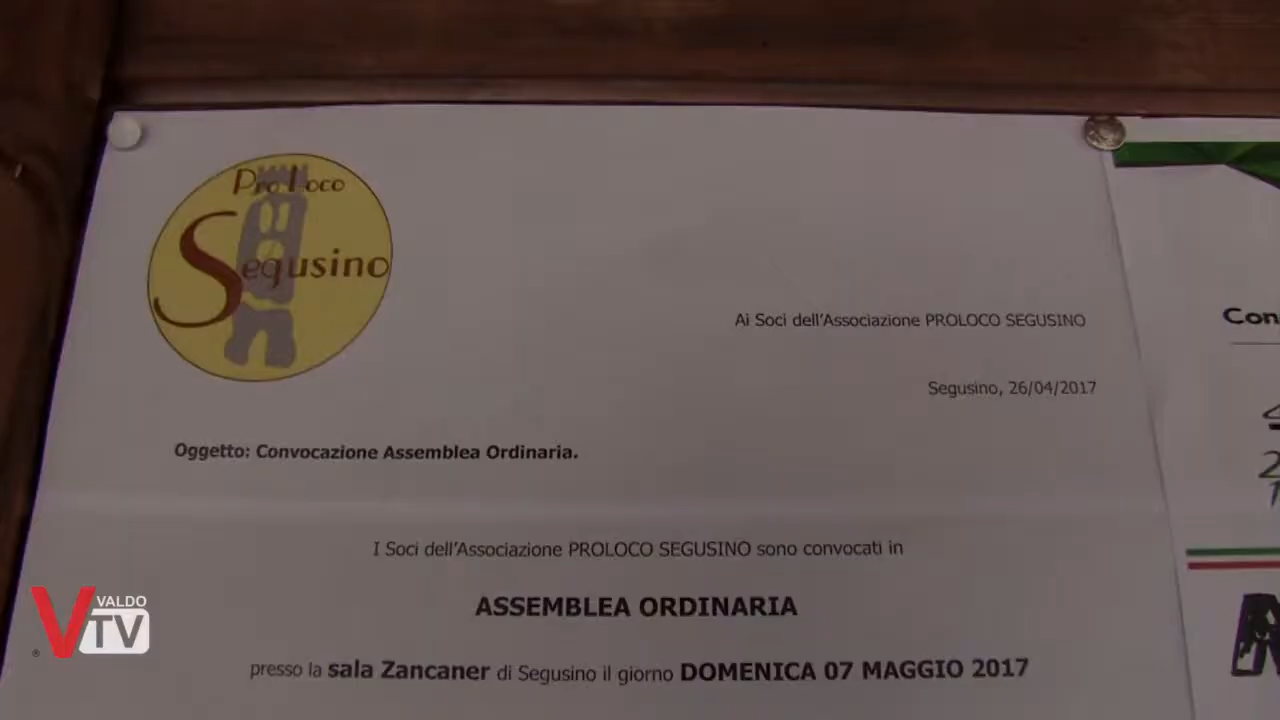 Pro Loco
Segusino
Ai Soci dell'Associazione PROLOCO SEGUSINO
Segusino, 26/04/2017
Oggetto: Convocazione Assemblea Ordinaria.
I Soci dell'Associazione PROLOCO SEGUSINO sono convocati in
ASSEMBLEA ORDINARIA
presso la sala Zancaner di Segusino il giorno DOMENICA 07 MAGGIO 2017
Con
VALDO
TV
®